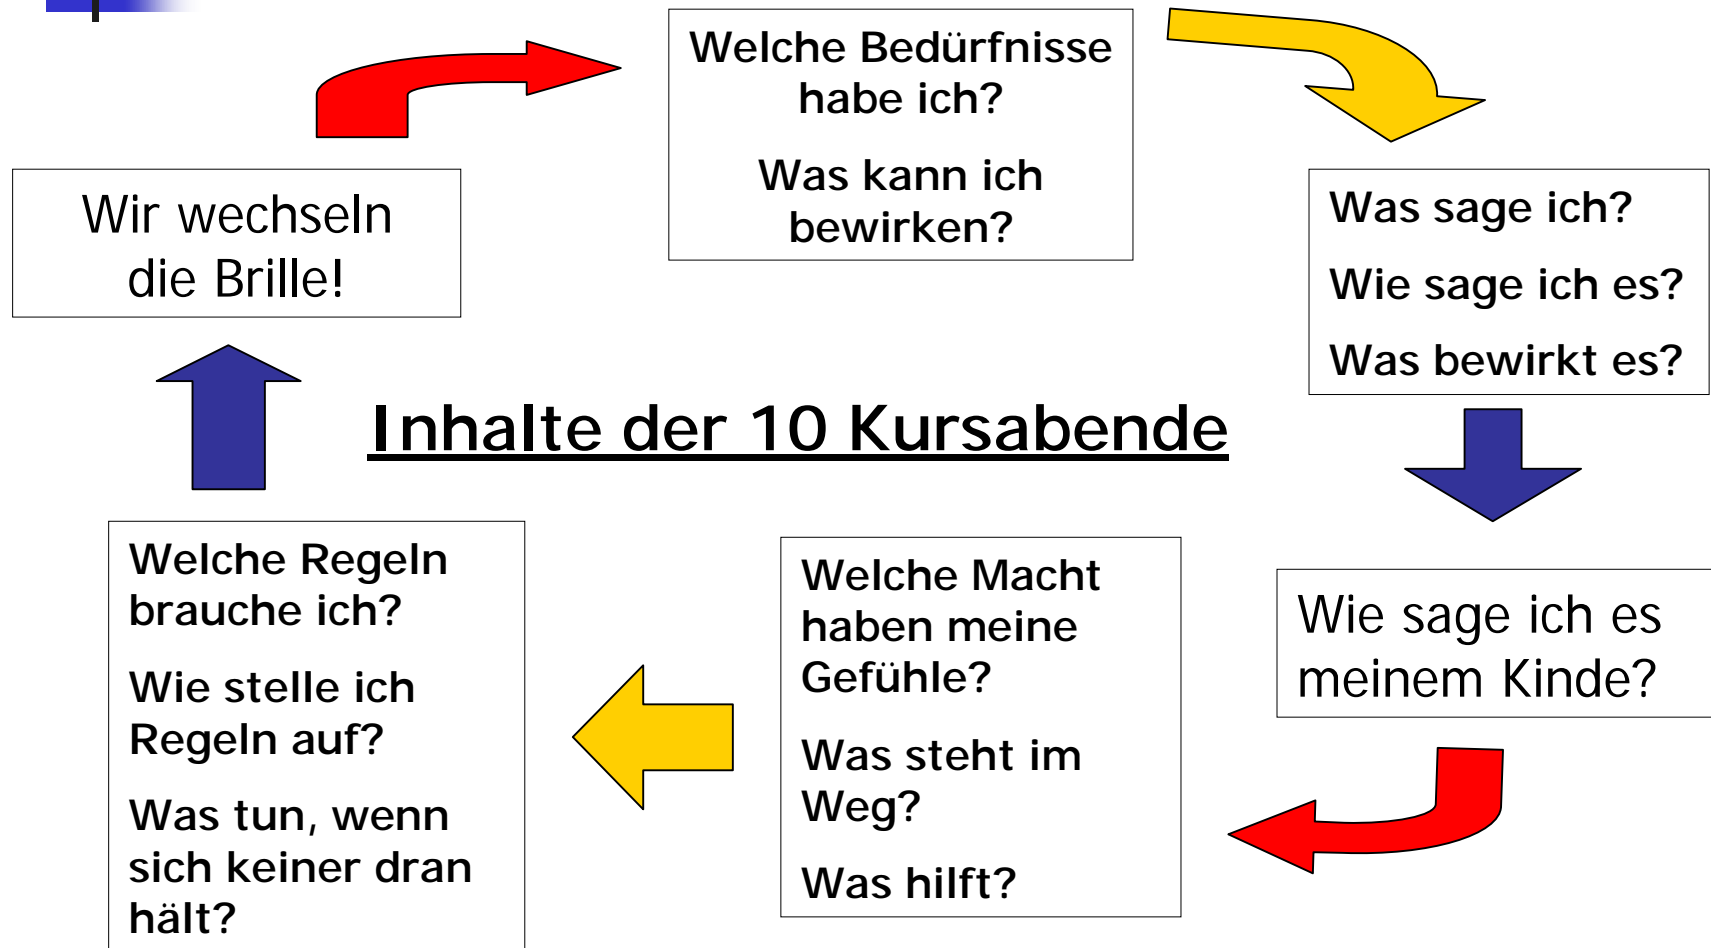 Welche Bedürfnisse
habe ich?
Was kann ich
bewirken?
Was sage ich?
Wie sage ich es?
Was bewirkt es?
Wir wechseln
die Brille!
Inhalte der 10 Kursabende
Wie sage ich es
meinem Kinde?
Welche Macht
haben meine
Gefühle?
Was steht im
Weg?
Was hilft?
Welche Regeln
brauche ich?
Wie stelle ich
Regeln auf?
Was tun, wenn
sich keiner dran
hält?